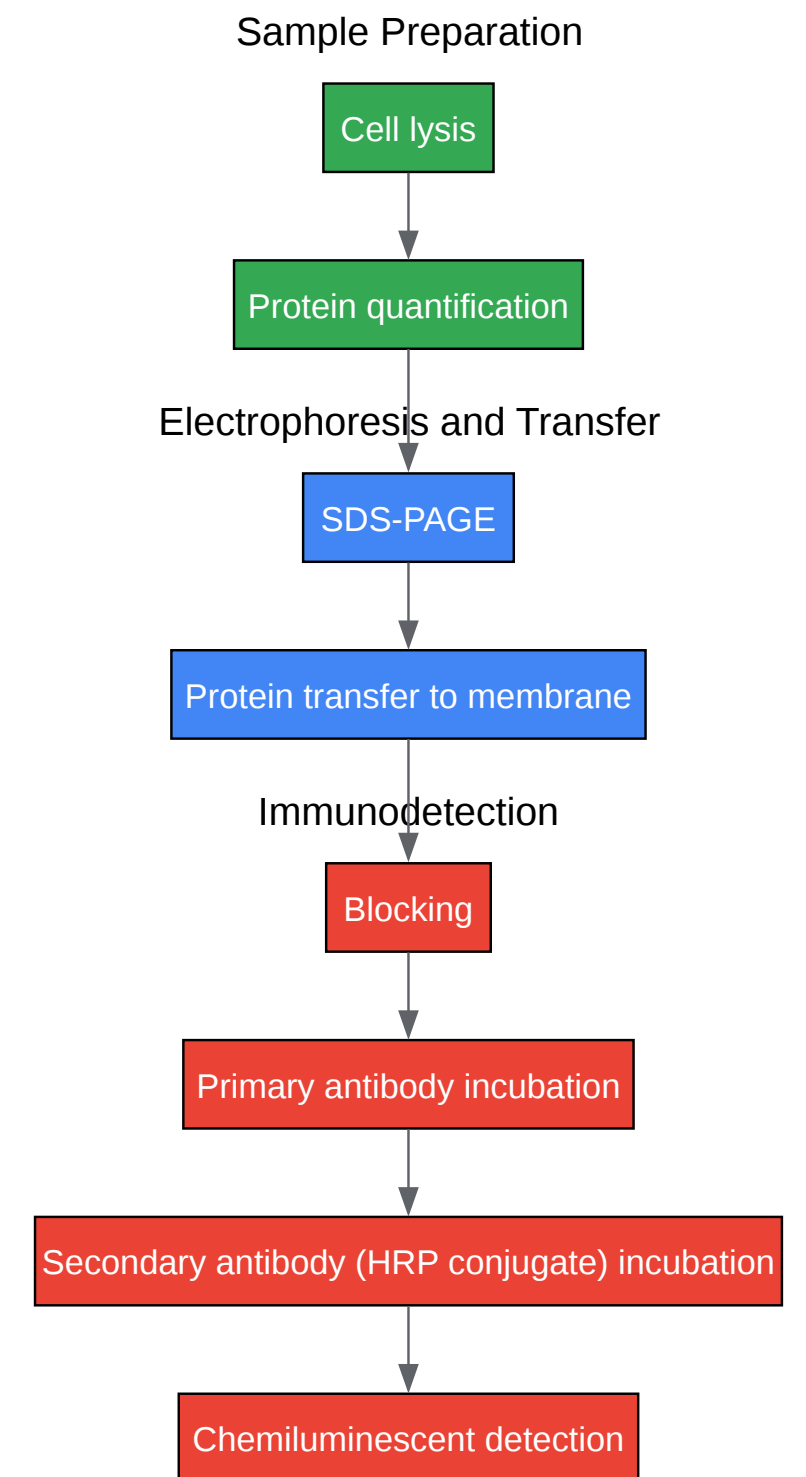 Sample Preparation
Cell lysis
Protein quantification
Electrophoresis and Transfer
SDS-PAGE
Protein transfer to membrane
Immunodetection
Blocking
Primary antibody incubation
Secondary antibody (HRP conjugate) incubation
Chemiluminescent detection